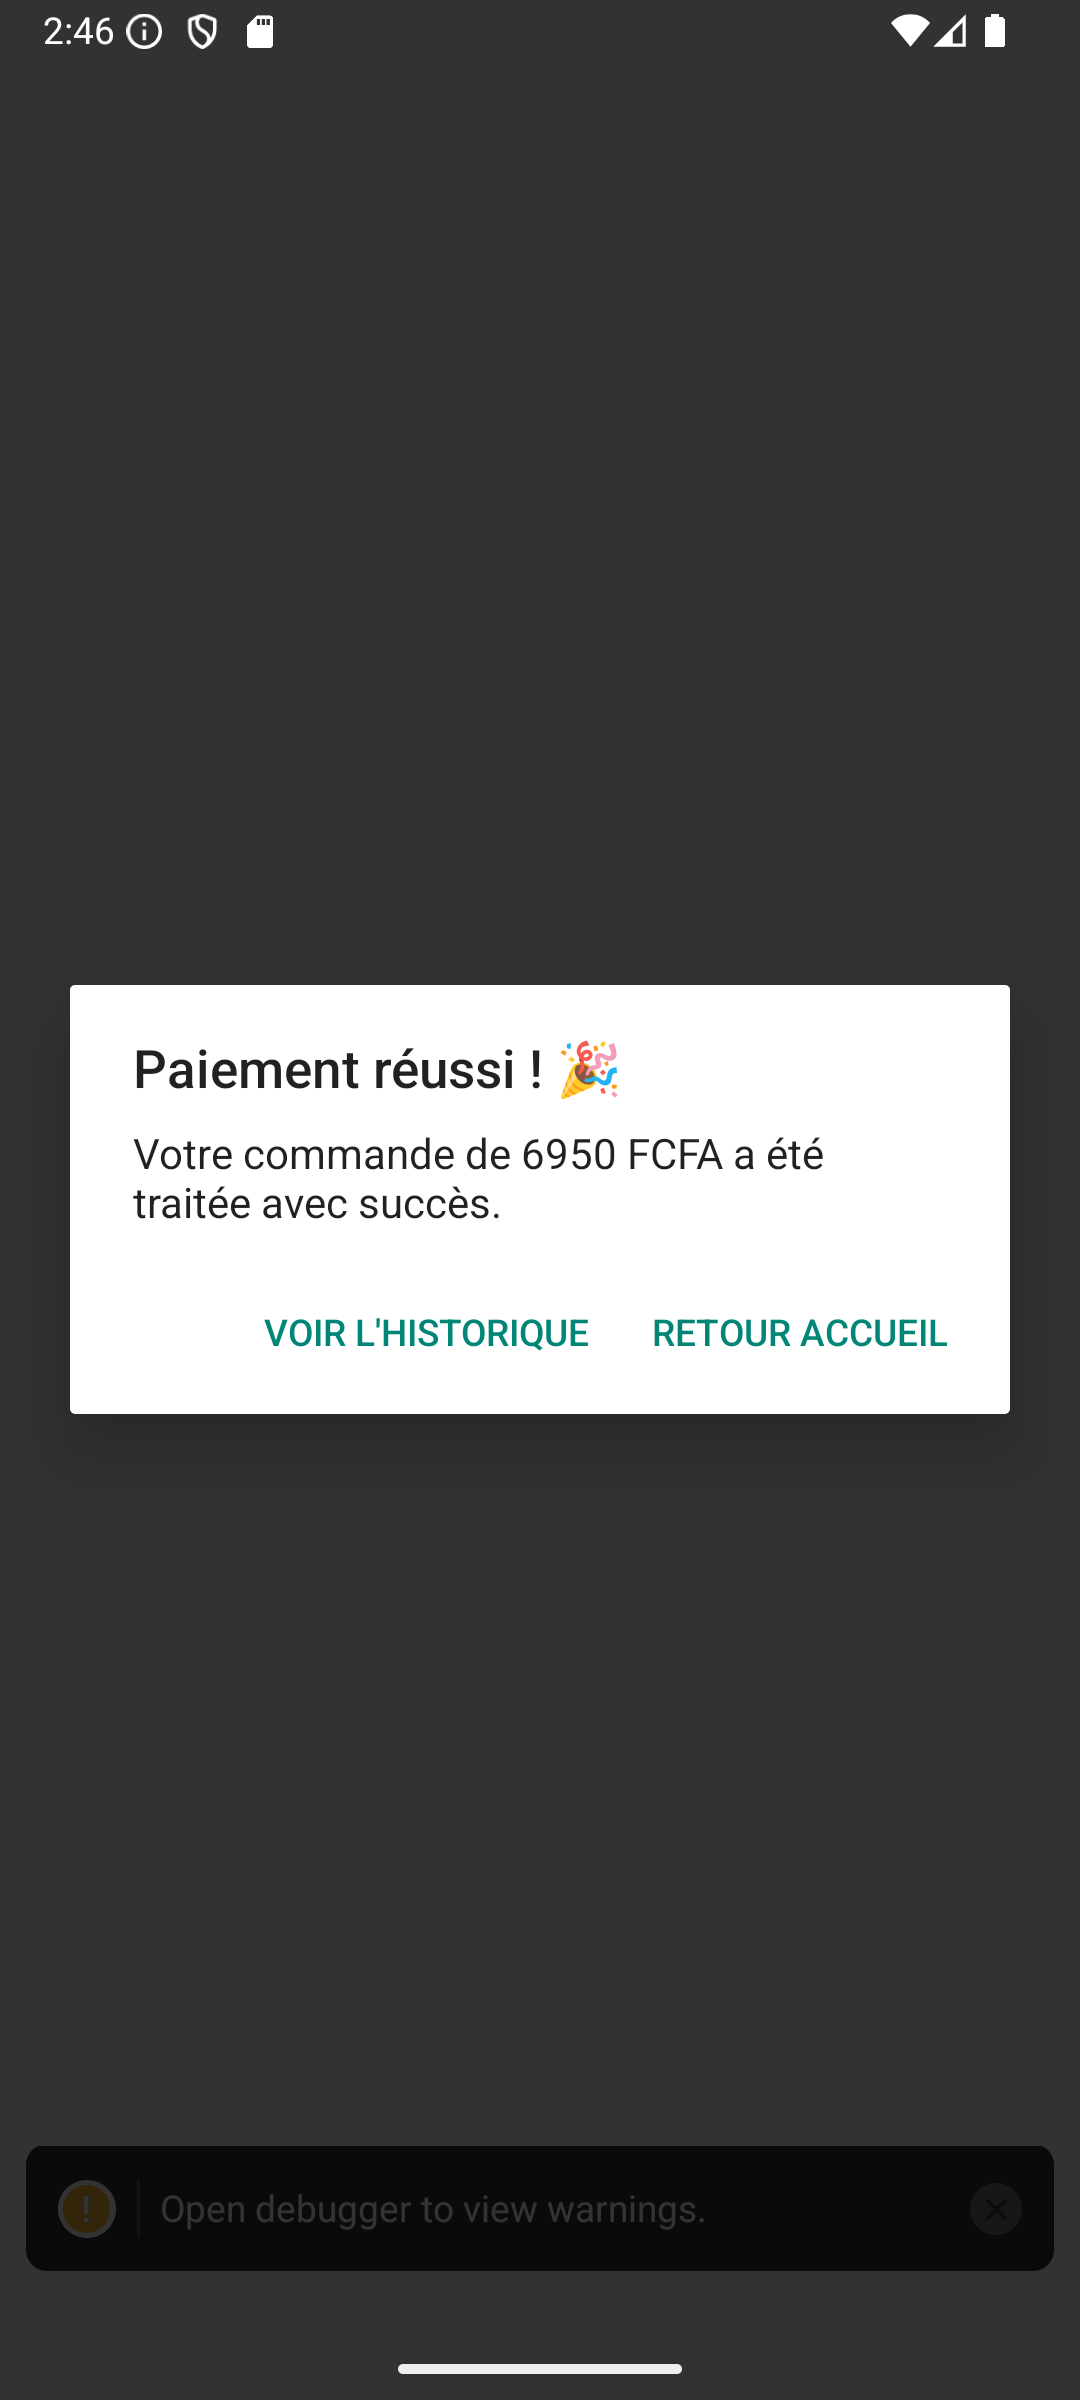 2:46
Paiement réussi ! 🎉
Votre commande de 6950 FCFA a été
traitée avec succès.
VOIR L'HISTORIQUE RETOUR ACCUEIL
Open debugger to view warnings.